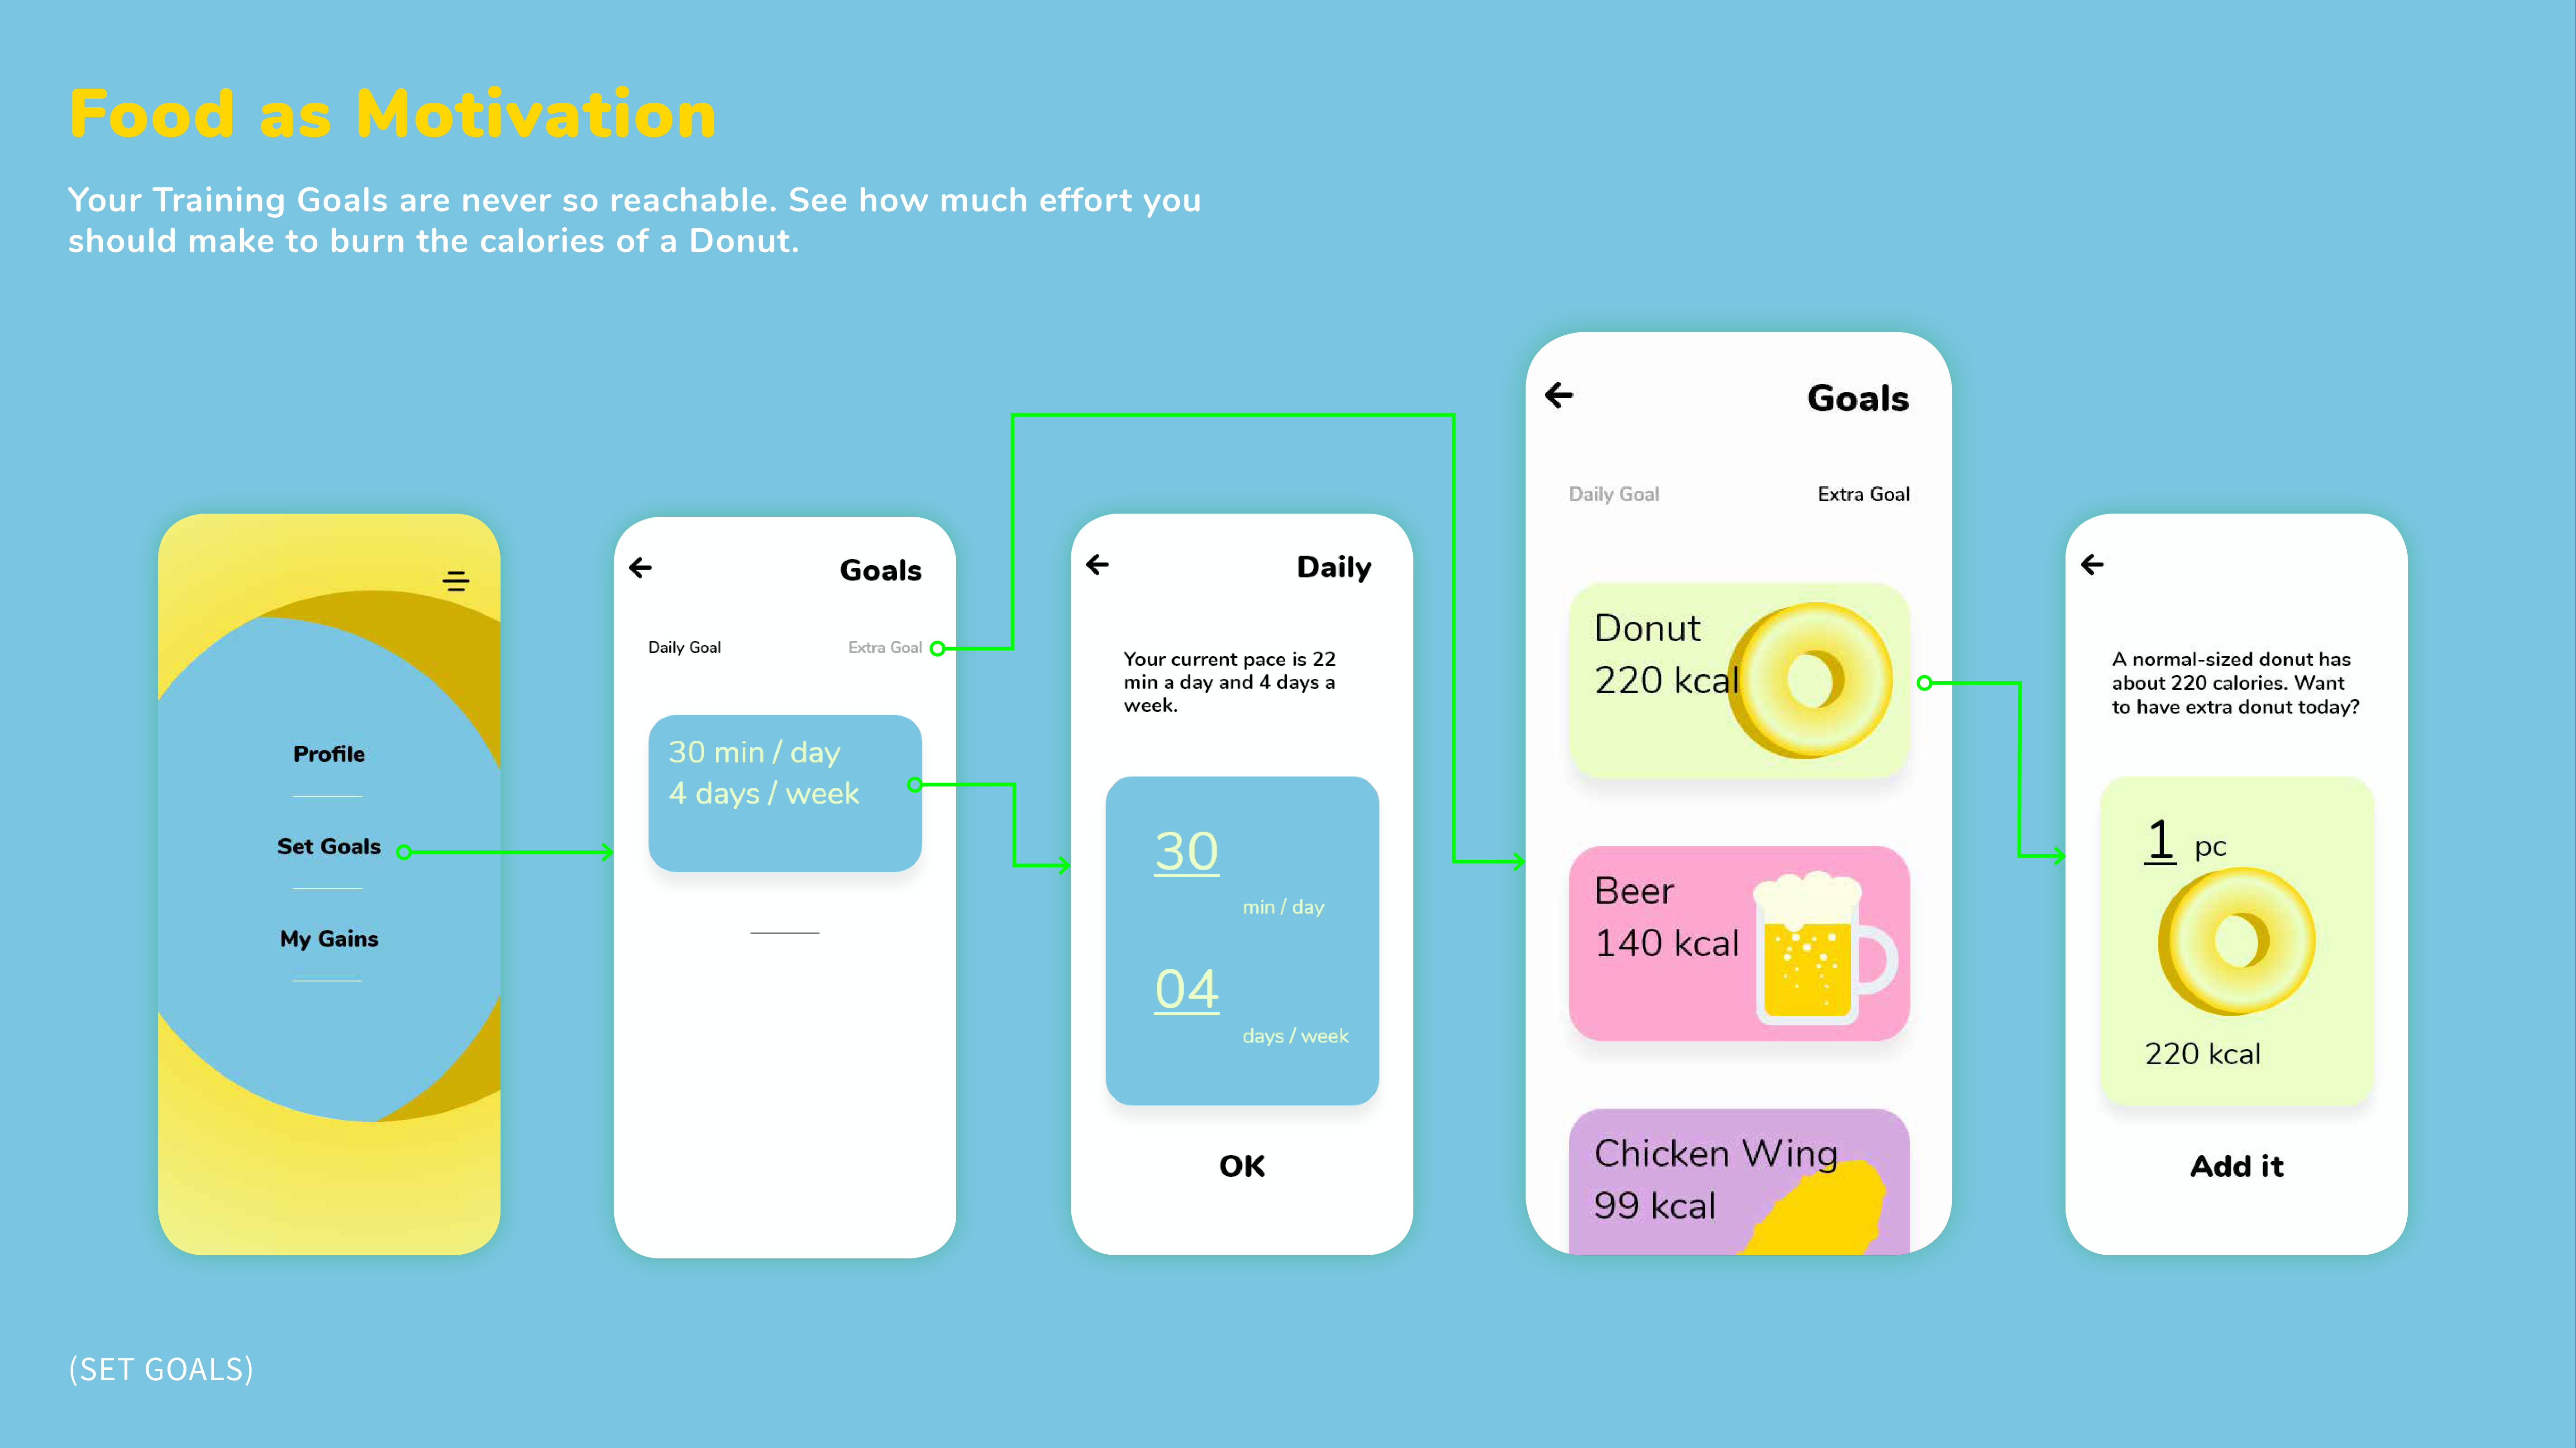 Food as Motivation
Your Training Goals are never so reachable. See how much effort you
should make to burn the calories of a Donut.
Profile
Set Goals
My Gains
Goals
Daily Goal Extra Goal
30 min / day
4 days / week
Daily
Your current pace is 22
min a day and 4 days a
week.
30
min / day
04
days / week
OK
Goals
Daily Goal Extra Goal
Donut
220 kcal
Beer
140 kcal
Chicken Wing
99 kcal
A normal-sized donut has
about 220 calories. Want
to have extra donut today?
1 pc
220 kcal
Add it
(SET GOALS)